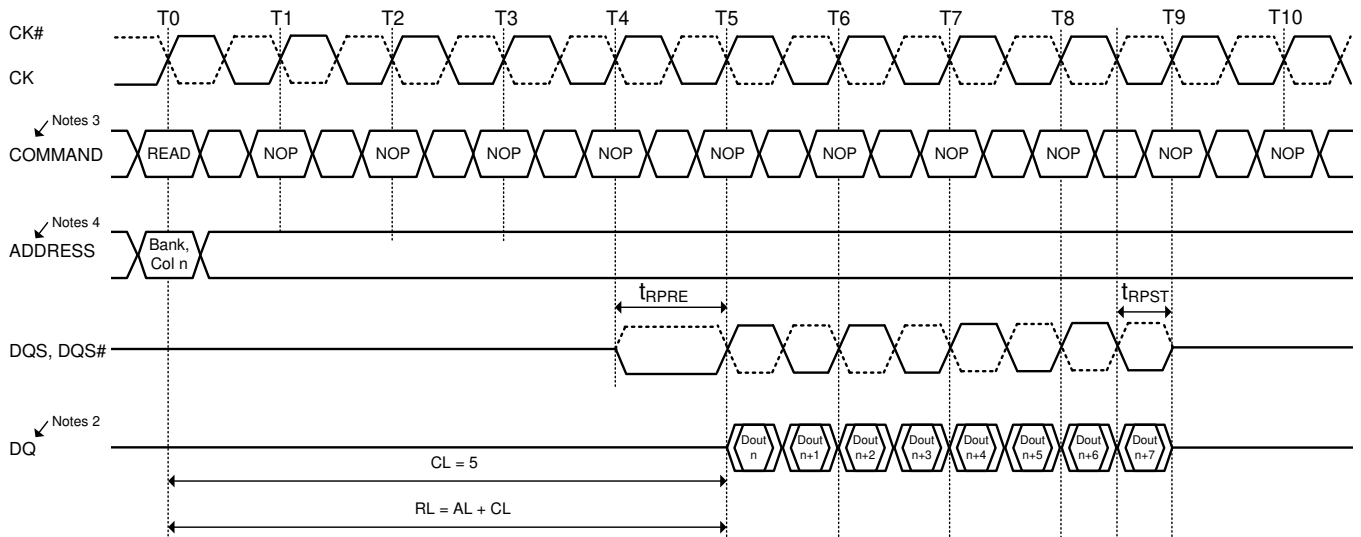 T0 T1 T2 T3 T4 T5 T6 T7 T8 T9 T10
CK#
CK
Notes 3
COMMAND READ NOP NOP NOP NOP NOP NOP NOP NOP NOP NOP
Notes 4
ADDRESS Bank, Col n
tRPRE tRPST
DQS, DQS#
Notes 2
DQ Dout n Dout n+1 Dout n+2 Dout n+3 Dout n+4 Dout n+5 Dout n+6 Dout n+7
CL = 5
RL = AL + CL